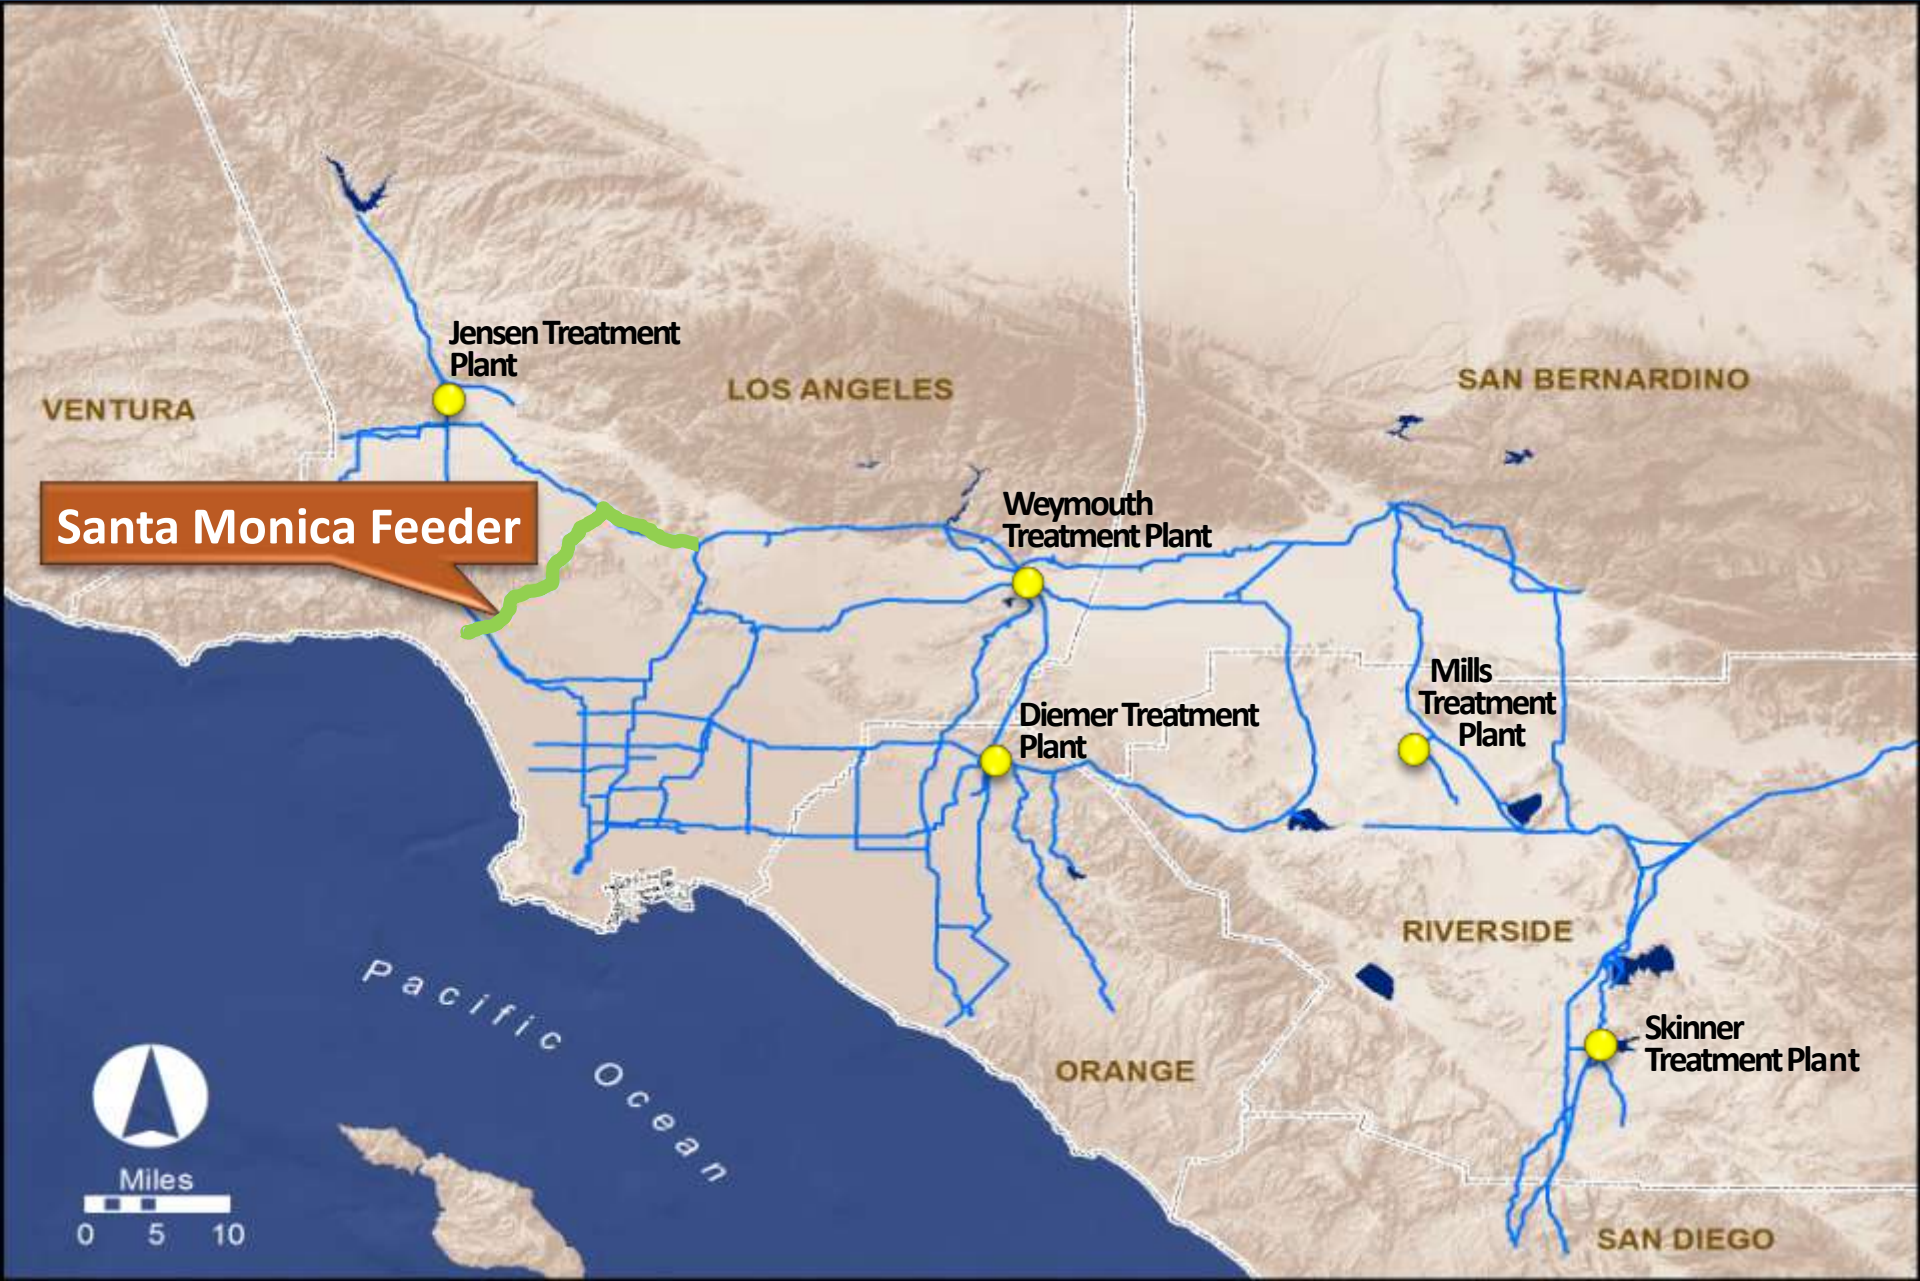 Jensen Treatment
Plant
LOS ANGELES
SAN BERNARDINO
VENTURA
Santa Monica Feeder
Weymouth
Treatment Plant
Mills
Treatment
Plant
Diemer Treatment
Plant
RIVERSIDE
Pacific Ocean
Skinner
Treatment Plant
ORANGE
Miles
0 5 10
SAN DIEGO